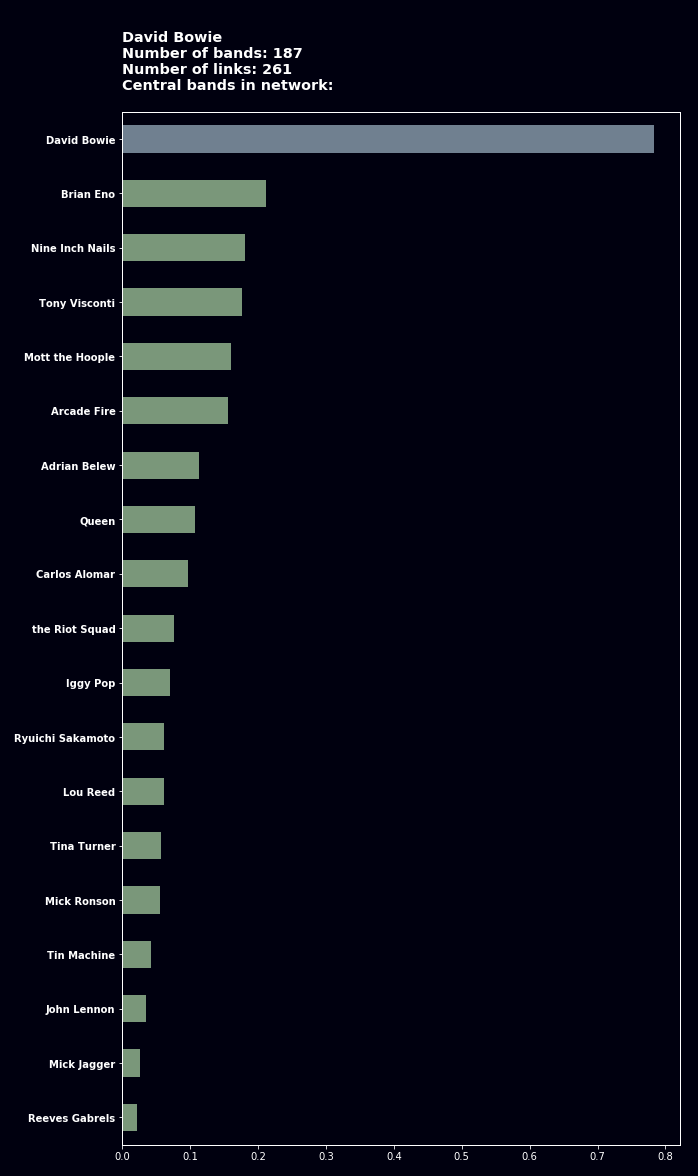 David Bowie
Number of bands: 187
Number of links: 261
Central bands in network:
David Bowie
Brian Eno
Nine Inch Nails
Tony Visconti
Mott the Hoople
Arcade Fire
Adrian Belew
Queen
Carlos Alomar
the Riot Squad
Iggy Pop
Ryuichi Sakamoto
Lou Reed
Tina Turner
Mick Ronson
Tin Machine
John Lennon
Mick Jagger
Reeves Gabrels
0.0 0.1 0.2 0.3 0.4 0.5 0.6 0.7 0.8